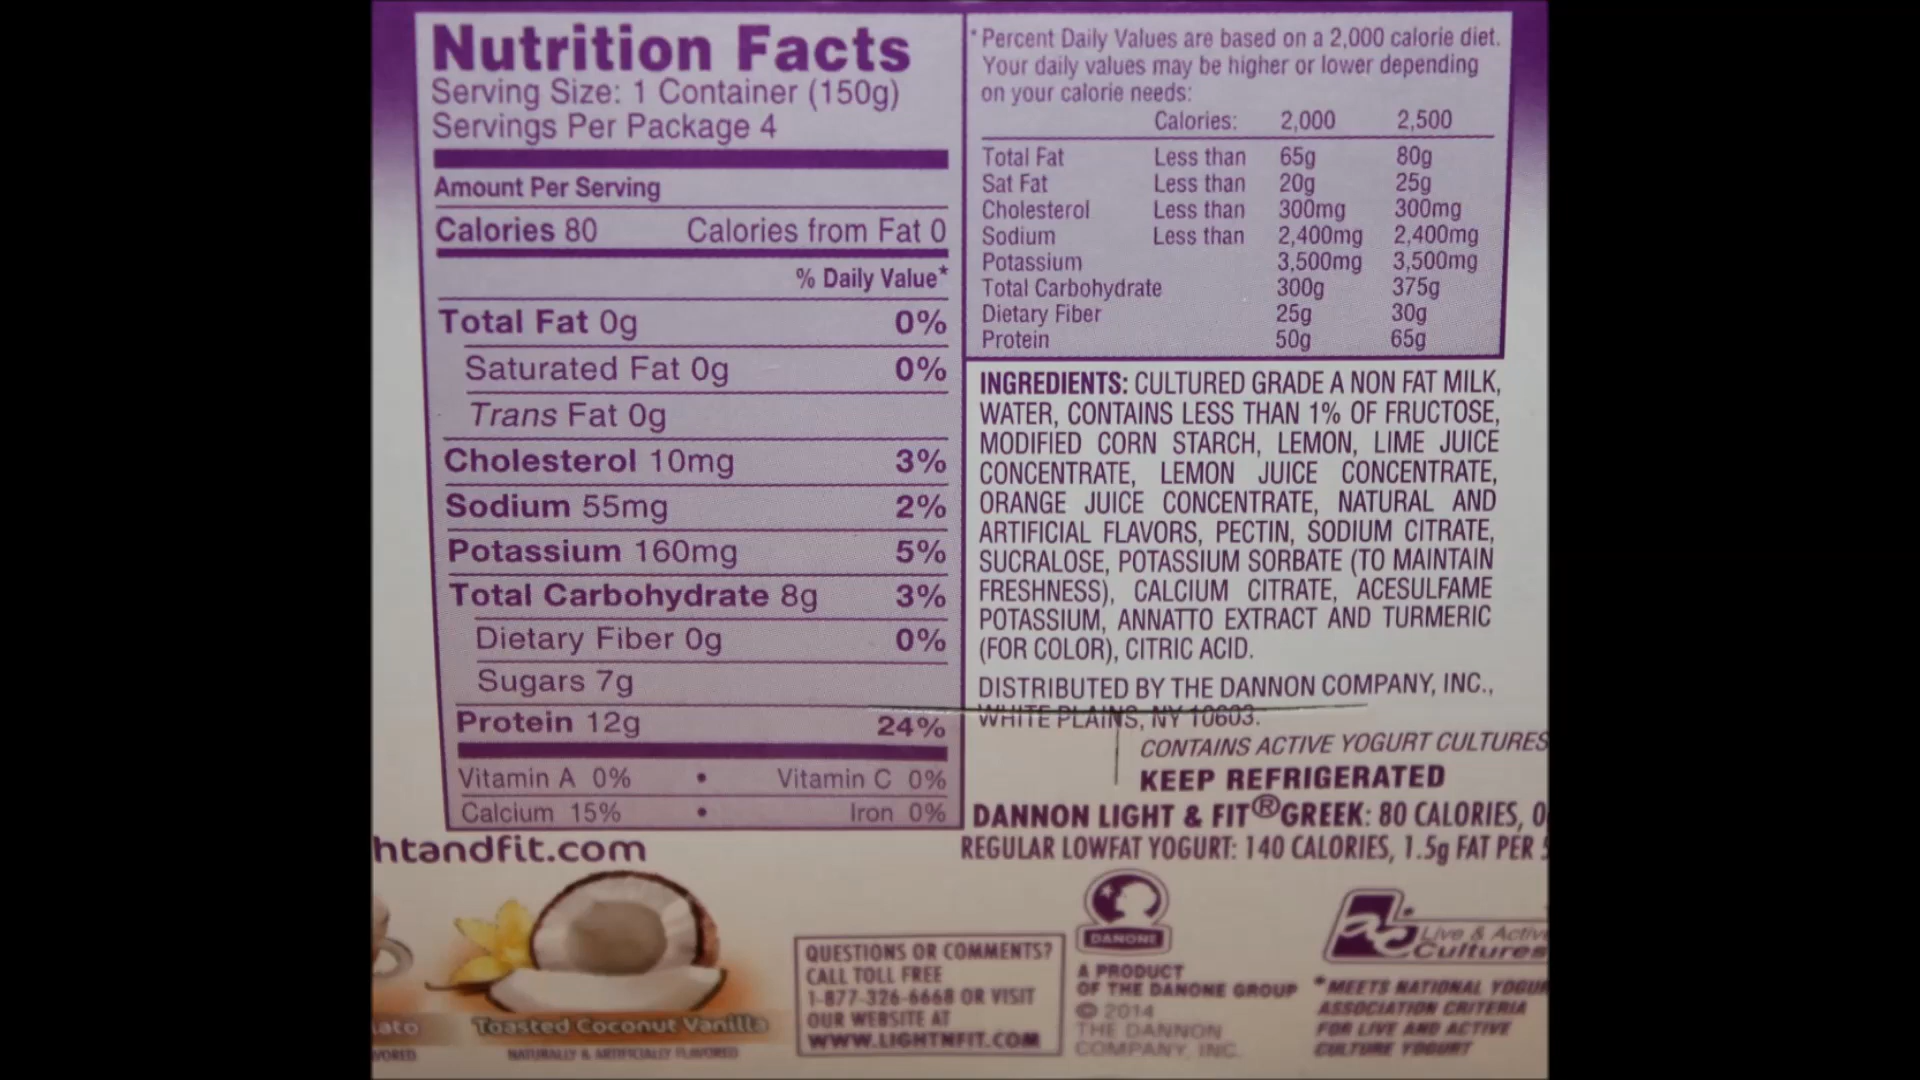 Nutrition Facts
Serving Size: 1 Container (150g)
Servings Per Package 4
Amount Per Serving
Calories 80 Calories from Fat 0
% Daily Value*
Total Fat 0g 0%
Saturated Fat 0g 0%
Trans Fat 0g
Cholesterol 10mg 3%
Sodium 55mg 2%
Potassium 160mg 5%
Total Carbohydrate 8g 3%
Dietary Fiber 0g 0%
Sugars 7g
Protein 12g 24%
Vitamin A 0% • Vitamin C 0%
Calcium 15% • Iron 0%
*Percent Daily Values are based on a 2,000 calorie diet.
Your daily values may be higher or lower depending
on your calorie needs:
Calories: 2,000 2,500
Total Fat Less than 65g 80g
Sat Fat Less than 20g 25g
Cholesterol Less than 300mg 300mg
Sodium Less than 2,400mg 2,400mg
Potassium 3,500mg 3,500mg
Total Carbohydrate 300g 375g
Dietary Fiber 25g 30g
Protein 50g 65g
INGREDIENTS: CULTURED GRADE A NON FAT MILK,
WATER, CONTAINS LESS THAN 1% OF FRUCTOSE,
MODIFIED CORN STARCH, LEMON, LIME JUICE
CONCENTRATE, LEMON JUICE CONCENTRATE,
ORANGE JUICE CONCENTRATE, NATURAL AND
ARTIFICIAL FLAVORS, PECTIN, SODIUM CITRATE,
SUCRALOSE, POTASSIUM SORBATE (TO MAINTAIN
FRESHNESS), CALCIUM CITRATE, ACESULFAME
POTASSIUM, ANNATTO EXTRACT AND TURMERIC
(FOR COLOR), CITRIC ACID.
DISTRIBUTED BY THE DANNON COMPANY, INC.,
WHITE PLAINS, NY 10603.
CONTAINS ACTIVE YOGURT CULTURES
KEEP REFRIGERATED
DANNON LIGHT & FIT® GREEK: 80 CALORIES, 0
REGULAR LOWFAT YOGURT: 140 CALORIES, 1.5g FAT PER
htandfit.com
ato
VORED
Toasted Coconut Vanilla
NATURALLY & ARTIFICIALLY FLAVORED
QUESTIONS OR COMMENTS?
CALL TOLL FREE
1-877-326-6668 OR VISIT
OUR WEBSITE AT
WWW.LIGHTNFIT.COM
DANONE
A PRODUCT
OF THE DANONE GROUP
© 2014
THE DANNON
COMPANY, INC.
Live & Activ
Cultures
*MEETS NATIONAL YOGU
ASSOCIATION CRITERIA
FOR LIVE AND ACTIVE
CULTURE YOGURT